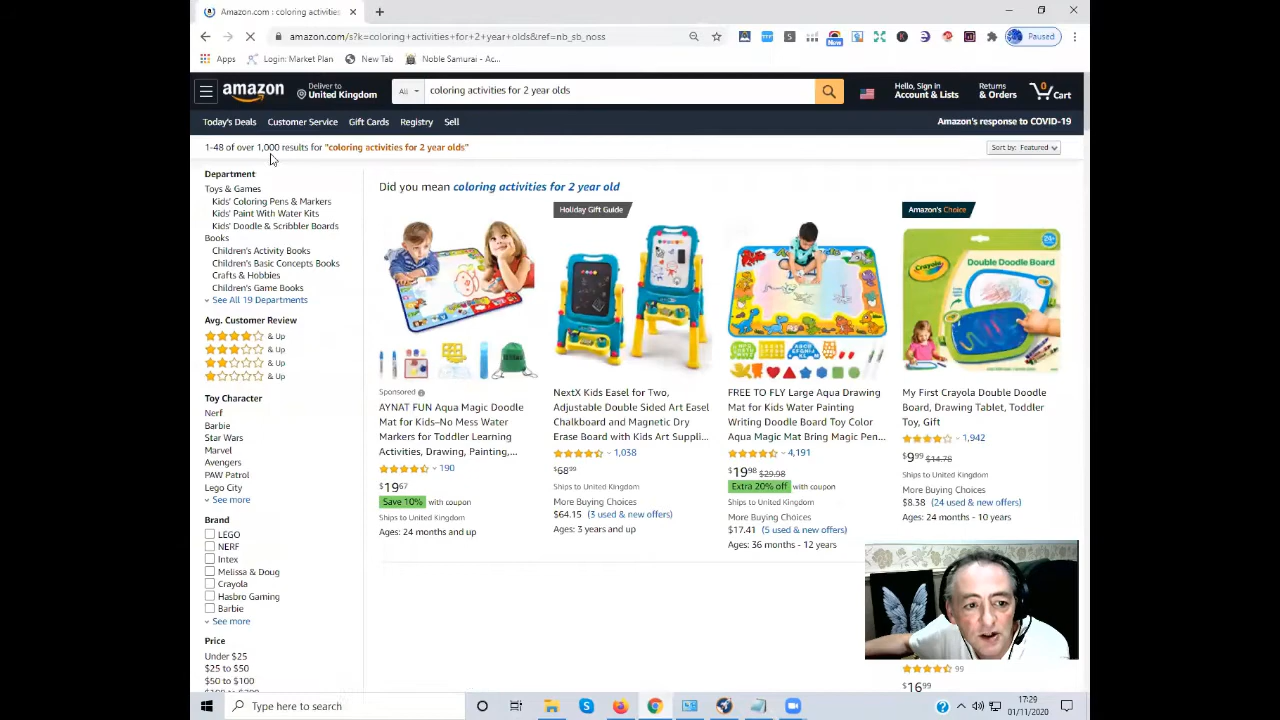 Amazon.com : coloring activities
amazon.com/s?k=coloring+activities+for+2+year+olds&ref=nb_sb_noss
New
Paused
Apps
Login: Market Plan
New Tab
Noble Samurai - Ac...
amazon
Deliver to
United Kingdom
All
coloring activities for 2 year olds
Hello, Sign in
Account & Lists
Returns
& Orders
0
Cart
Today's Deals
Customer Service
Gift Cards
Registry
Sell
Amazon's response to COVID-19
1-48 of over 1,000 results for "coloring activities for 2 year olds"
Sort by: Featured
Department
Toys & Games
Kids' Coloring Pens & Markers
Kids' Paint With Water Kits
Kids' Doodle & Scribbler Boards
Books
Children's Activity Books
Children's Basic Concepts Books
Crafts & Hobbies
Children's Game Books
See All 19 Departments
Avg. Customer Review
& Up
& Up
& Up
& Up
Toy Character
Nerf
Barbie
Star Wars
Marvel
Avengers
PAW Patrol
Lego City
See more
Brand
LEGO
NERF
Intex
Melissa & Doug
Crayola
Hasbro Gaming
Barbie
See more
Price
Under $25
$25 to $50
$50 to $100
Did you mean coloring activities for 2 year old
Sponsored
AYNAT FUN Aqua Magic Doodle
Mat for Kids–No Mess Water
Markers for Toddler Learning
Activities, Drawing, Painting,...
190
$19 67
Save 10% with coupon
Ships to United Kingdom
Ages: 24 months and up
Holiday Gift Guide
NextX Kids Easel for Two,
Adjustable Double Sided Art Easel
Chalkboard and Magnetic Dry
Erase Board with Kids Art Suppli...
1,038
$68 99
Ships to United Kingdom
More Buying Choices
$64.15 (3 used & new offers)
Ages: 3 years and up
FREE TO FLY Large Aqua Drawing
Mat for Kids Water Painting
Writing Doodle Board Toy Color
Aqua Magic Mat Bring Magic Pen...
4,191
$19 98 $29.98
Extra 20% off with coupon
Ships to United Kingdom
More Buying Choices
$17.41 (5 used & new offers)
Ages: 36 months - 12 years
Amazon's Choice
Crayola
Double
Doodle Board
My First Crayola Double Doodle
Board, Drawing Tablet, Toddler
Toy, Gift
1,942
$9 99 $14.78
Ships to United Kingdom
More Buying Choices
$8.38 (24 used & new offers)
Ages: 24 months - 10 years
99
$16 99
Type here to search
17:29
01/11/2020